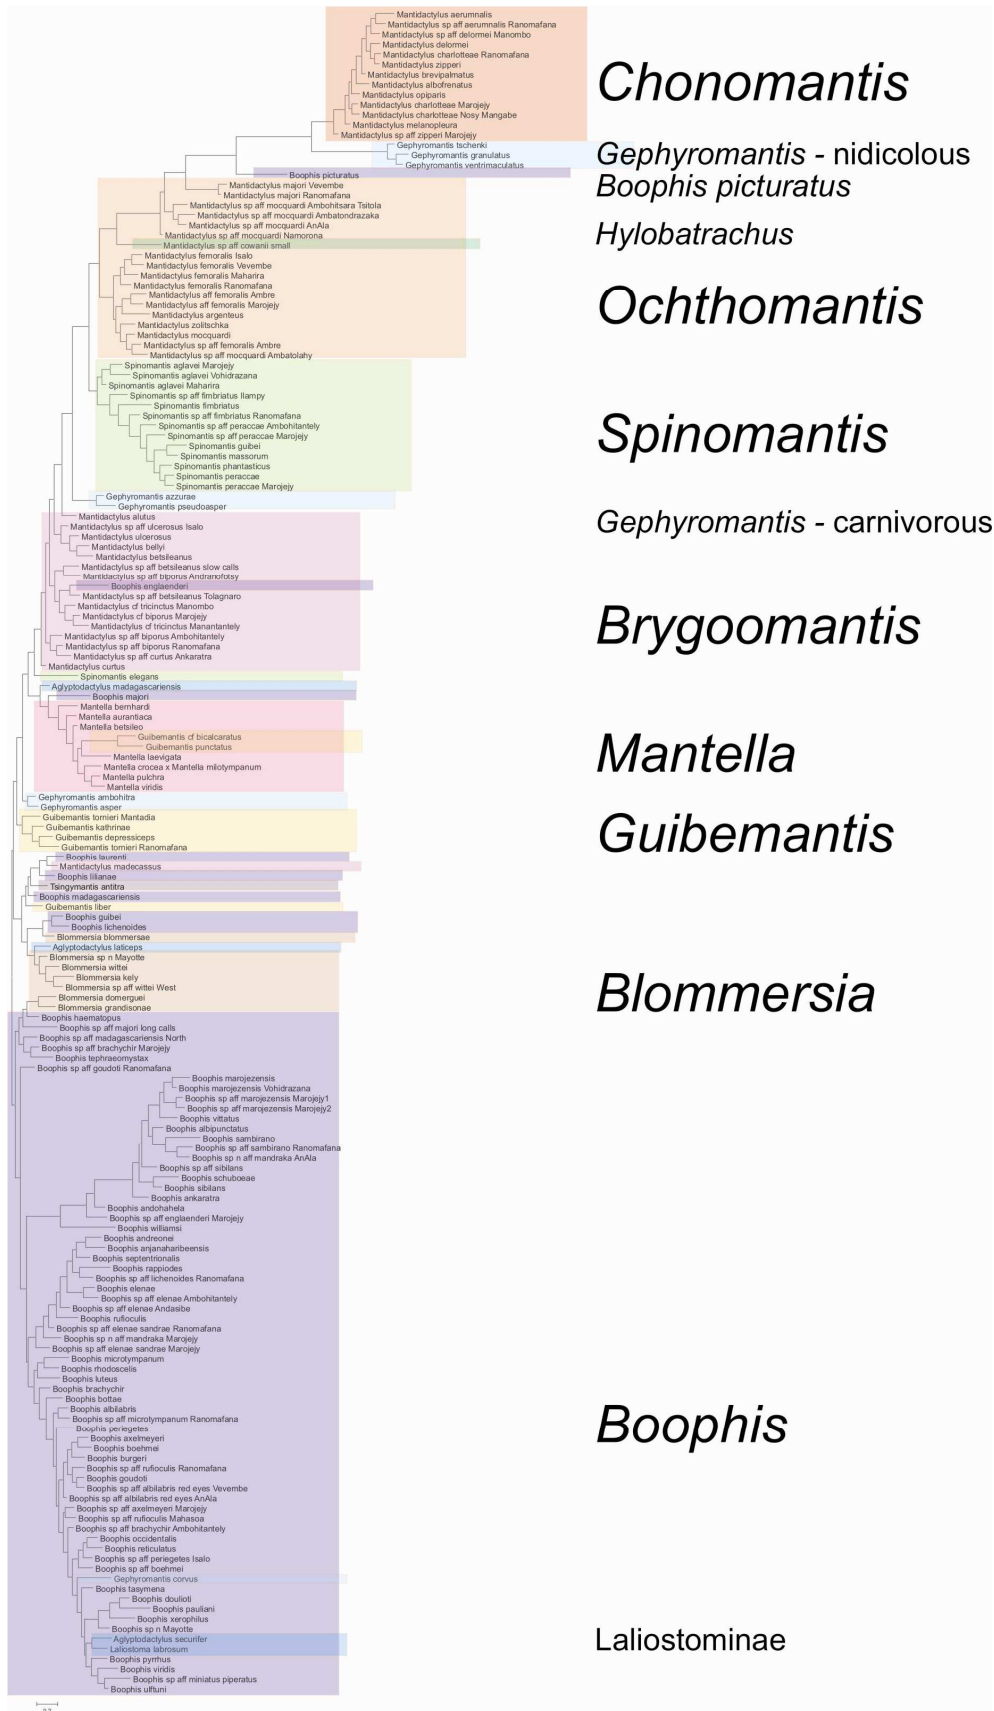 Mantidactylus aerumnalis
Mantidactylus sp aff aerumnalis Ranomafana
Mantidactylus sp aff delormei Manombo
Mantidactylus delormei
Mantidactylus charlotteae Ranomafana
Mantidactylus zipperi
Mantidactylus brevipalmatus
Mantidactylus albofrenatus
Mantidactylus opiparis
Mantidactylus charlotteae Marojejy
Mantidactylus charlotteae Nosy Mangabe
Mantidactylus melanopleura
Mantidactylus sp aff zipperi Marojejy
Chonomantis
Gephyromantis tschenki
Gephyromantis granulatus
Gephyromantis ventrimaculatus
Gephyromantis - nidicolous
Boophis picturatus
Boophis picturatus
Mantidactylus majori Vevembe
Mantidactylus majori Ranomafana
Mantidactylus sp aff mocquardi Ambohitsara Tsitola
Mantidactylus sp aff mocquardi Ambatondrazaka
Mantidactylus sp aff mocquardi AnAla
Mantidactylus sp aff mocquardi Namorona
Mantidactylus sp aff cowanii small
Hylobatrachus
Mantidactylus femoralis Isalo
Mantidactylus femoralis Vevembe
Mantidactylus femoralis Maharira
Mantidactylus femoralis Ranomafana
Mantidactylus aff femoralis Ambre
Mantidactylus aff femoralis Marojejy
Mantidactylus argenteus
Mantidactylus zolitschka
Mantidactylus mocquardi
Mantidactylus sp aff femoralis Ambre
Mantidactylus sp aff mocquardi Ambatolahy
Ochthomantis
Spinomantis aglavei Marojejy
Spinomantis aglavei Vohidrazana
Spinomantis aglavei Maharira
Spinomantis sp aff fimbriatus Ilampy
Spinomantis fimbriatus
Spinomantis sp aff fimbriatus Ranomafana
Spinomantis sp aff peraccae Ambohitantely
Spinomantis sp aff peraccae Marojejy
Spinomantis guibei
Spinomantis massorum
Spinomantis phantasticus
Spinomantis peraccae
Spinomantis peraccae Marojejy
Spinomantis
Gephyromantis azzurae
Gephyromantis pseudoasper
Gephyromantis - carnivorous
Mantidactylus alutus
Mantidactylus sp aff ulcerosus Isalo
Mantidactylus ulcerosus
Mantidactylus bellyi
Mantidactylus betsileanus
Mantidactylus sp aff betsileanus slow calls
Mantidactylus sp aff biporus Andranofotsy
Boophis englaenderi
Mantidactylus sp aff betsileanus Tolagnaro
Mantidactylus cf tricinctus Manombo
Mantidactylus cf biporus Marojejy
Mantidactylus cf tricinctus Manantantely
Mantidactylus sp aff biporus Ambohitantely
Mantidactylus sp aff biporus Ranomafana
Mantidactylus sp aff curtus Ankaratra
Mantidactylus curtus
Brygoomantis
Spinomantis elegans
Aglyptodactylus madagascariensis
Boophis majori
Mantella bernhardi
Mantella aurantiaca
Mantella betsileo
Guibemantis cf bicalcaratus
Guibemantis punctatus
Mantella laevigata
Mantella crocea x Mantella milotympanum
Mantella pulchra
Mantella viridis
Mantella
Gephyromantis ambohitra
Gephyromantis asper
Guibemantis tornieri Mantadia
Guibemantis kathrinae
Guibemantis depressiceps
Guibemantis tornieri Ranomafana
Guibemantis
Boophis laurenti
Mantidactylus madecassus
Boophis lilianae
Tsingymantis antitra
Boophis madagascariensis
Guibemantis liber
Boophis guibei
Boophis lichenoides
Blommersia blommersae
Aglyptodactylus laticeps
Blommersia sp n Mayotte
Blommersia wittei
Blommersia kely
Blommersia sp aff wittei West
Blommersia domerguei
Blommersia grandisonae
Blommersia
Boophis haematopus
Boophis sp aff majori long calls
Boophis sp aff madagascariensis North
Boophis sp aff brachychir Marojejy
Boophis tephraeomystax
Boophis sp aff goudoti Ranomafana
Boophis marojezensis
Boophis marojezensis Vohidrazana
Boophis sp aff marojezensis Marojejy1
Boophis sp aff marojezensis Marojejy2
Boophis vittatus
Boophis albipunctatus
Boophis sambirano
Boophis sp aff sambirano Ranomafana
Boophis sp n aff mandraka AnAla
Boophis sp aff sibilans
Boophis schuboeae
Boophis sibilans
Boophis ankaratra
Boophis andohahela
Boophis sp aff englaenderi Marojejy
Boophis williamsi
Boophis andreonei
Boophis anjanaharibeensis
Boophis septentrionalis
Boophis rappiodes
Boophis sp aff lichenoides Ranomafana
Boophis elenae
Boophis sp aff elenae Ambohitantely
Boophis sp aff elenae Andasibe
Boophis rufioculis
Boophis sp aff elenae sandrae Ranomafana
Boophis sp n aff mandraka Marojejy
Boophis sp aff elenae sandrae Marojejy
Boophis microtympanum
Boophis rhodoscelis
Boophis luteus
Boophis brachychir
Boophis bottae
Boophis albilabris
Boophis sp aff microtympanum Ranomafana
Boophis periegetes
Boophis axelmeyeri
Boophis boehmei
Boophis burgeri
Boophis sp aff rufioculis Ranomafana
Boophis goudoti
Boophis sp aff albilabris red eyes Vevembe
Boophis sp aff albilabris red eyes AnAla
Boophis sp aff axelmeyeri Marojejy
Boophis sp aff rufioculis Mahasoa
Boophis sp aff brachychir Ambohitantely
Boophis occidentalis
Boophis reticulatus
Boophis sp aff periegetes Isalo
Boophis sp aff boehmei
Gephyromantis corvus
Boophis tasymena
Boophis doulioti
Boophis pauliani
Boophis xerophilus
Boophis sp n Mayotte
Boophis
Aglyptodactylus securifer
Laliostoma labrosum
Laliostominae
Boophis pyrrhus
Boophis viridis
Boophis sp aff miniatus piperatus
Boophis ulftuni